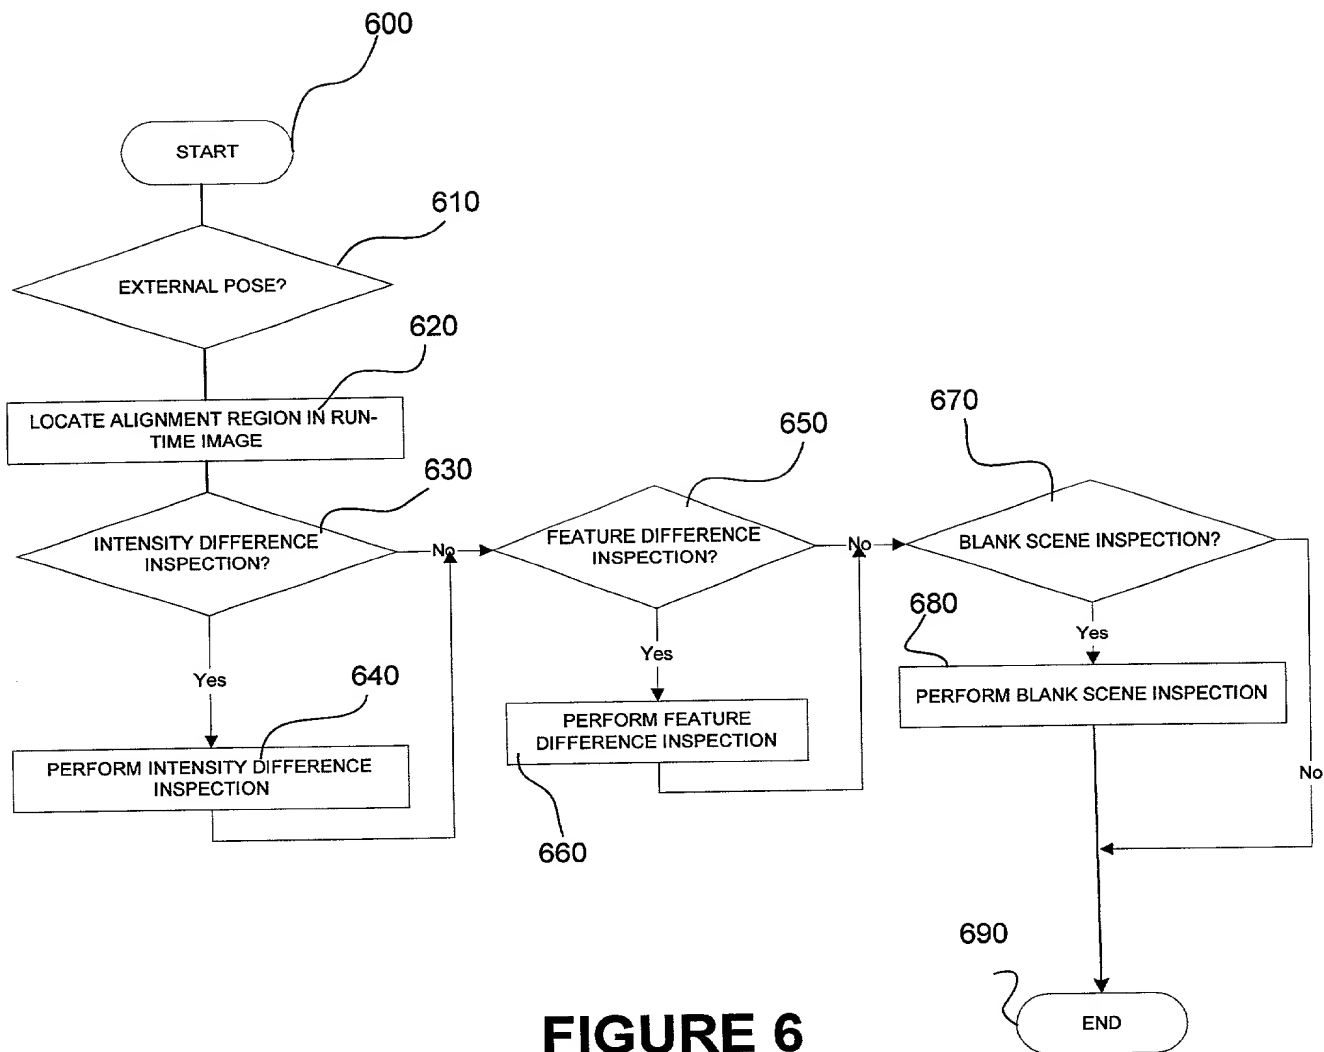 600
START
610
EXTERNAL POSE?
620
LOCATE ALIGNMENT REGION IN RUN-
TIME IMAGE
630
INTENSITY DIFFERENCE
INSPECTION?
No
Yes
640
PERFORM INTENSITY DIFFERENCE
INSPECTION
650
FEATURE DIFFERENCE
INSPECTION?
No
Yes
PERFORM FEATURE
DIFFERENCE INSPECTION
660
670
BLANK SCENE INSPECTION?
680
Yes
PERFORM BLANK SCENE INSPECTION
No
690
END
FIGURE 6